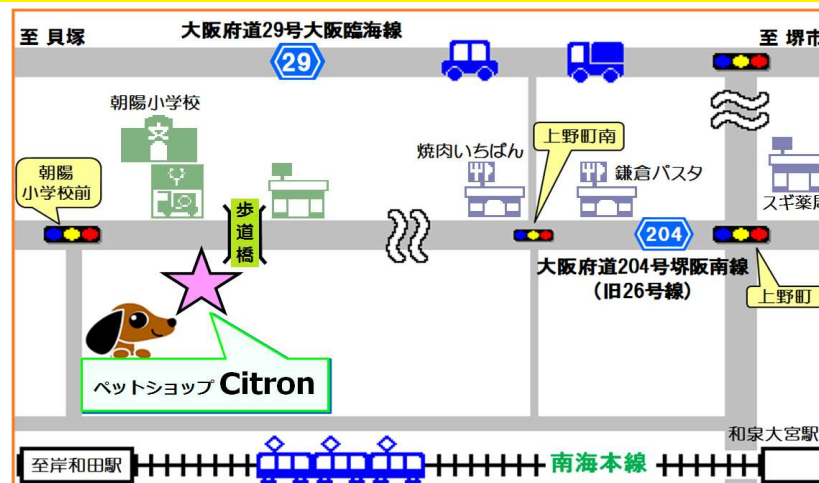 至 貝塚
大阪府道29号大阪臨海線
至 堺市
29
朝陽小学校
文
焼肉いちばん
上野町南
鎌倉パスタ
スギ薬局
朝陽
小学校前
歩道橋
204
大阪府道204号堺阪南線
(旧26号線)
上野町
ペットショップ Citron
和泉大宮駅
至岸和田駅
南海本線